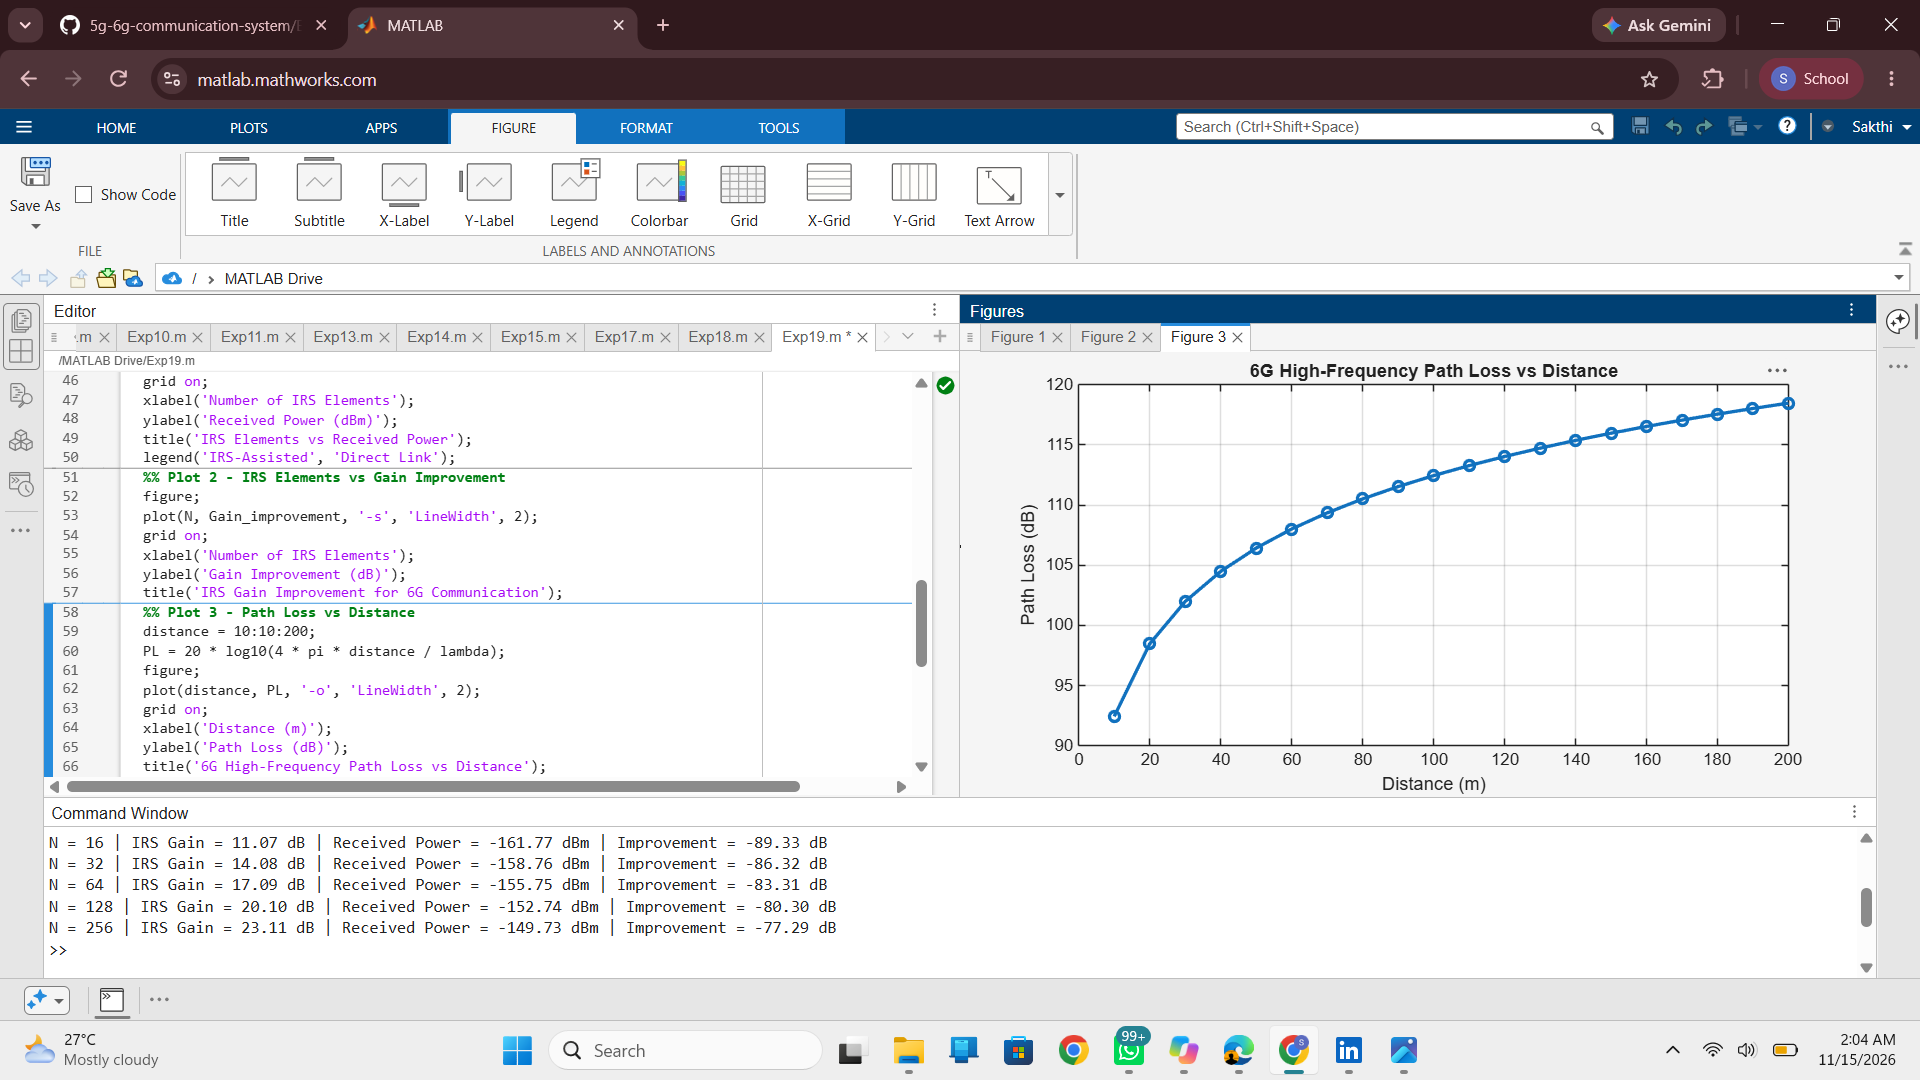 5g-6g-communication-system/
MATLAB
Ask Gemini
matlab.mathworks.com
S School
HOME PLOTS APPS FIGURE FORMAT TOOLS
Search (Ctrl+Shift+Space)
Sakthi
Save As
Show Code
Title Subtitle X-Label Y-Label Legend Colorbar Grid X-Grid Y-Grid Text Arrow
FILE LABELS AND ANNOTATIONS
/ > MATLAB Drive
Editor
.m Exp10.m Exp11.m Exp13.m Exp14.m Exp15.m Exp17.m Exp18.m Exp19.m *
/MATLAB Drive/Exp19.m
46 grid on;
47 xlabel('Number of IRS Elements');
48 ylabel('Received Power (dBm)');
49 title('IRS Elements vs Received Power');
50 legend('IRS-Assisted', 'Direct Link');
51 %% Plot 2 - IRS Elements vs Gain Improvement
52 figure;
53 plot(N, Gain_improvement, '-s', 'LineWidth', 2);
54 grid on;
55 xlabel('Number of IRS Elements');
56 ylabel('Gain Improvement (dB)');
57 title('IRS Gain Improvement for 6G Communication');
58 %% Plot 3 - Path Loss vs Distance
59 distance = 10:10:200;
60 PL = 20 * log10(4 * pi * distance / lambda);
61 figure;
62 plot(distance, PL, '-o', 'LineWidth', 2);
63 grid on;
64 xlabel('Distance (m)');
65 ylabel('Path Loss (dB)');
66 title('6G High-Frequency Path Loss vs Distance');
Figures
Figure 1 Figure 2 Figure 3
6G High-Frequency Path Loss vs Distance
120
115
110
105
100
95
90
Path Loss (dB)
0 20 40 60 80 100 120 140 160 180 200
Distance (m)
Command Window
N = 16 | IRS Gain = 11.07 dB | Received Power = -161.77 dBm | Improvement = -89.33 dB
N = 32 | IRS Gain = 14.08 dB | Received Power = -158.76 dBm | Improvement = -86.32 dB
N = 64 | IRS Gain = 17.09 dB | Received Power = -155.75 dBm | Improvement = -83.31 dB
N = 128 | IRS Gain = 20.10 dB | Received Power = -152.74 dBm | Improvement = -80.30 dB
N = 256 | IRS Gain = 23.11 dB | Received Power = -149.73 dBm | Improvement = -77.29 dB
>>
27°C
Mostly cloudy
Search
99+
2:04 AM
11/15/2026